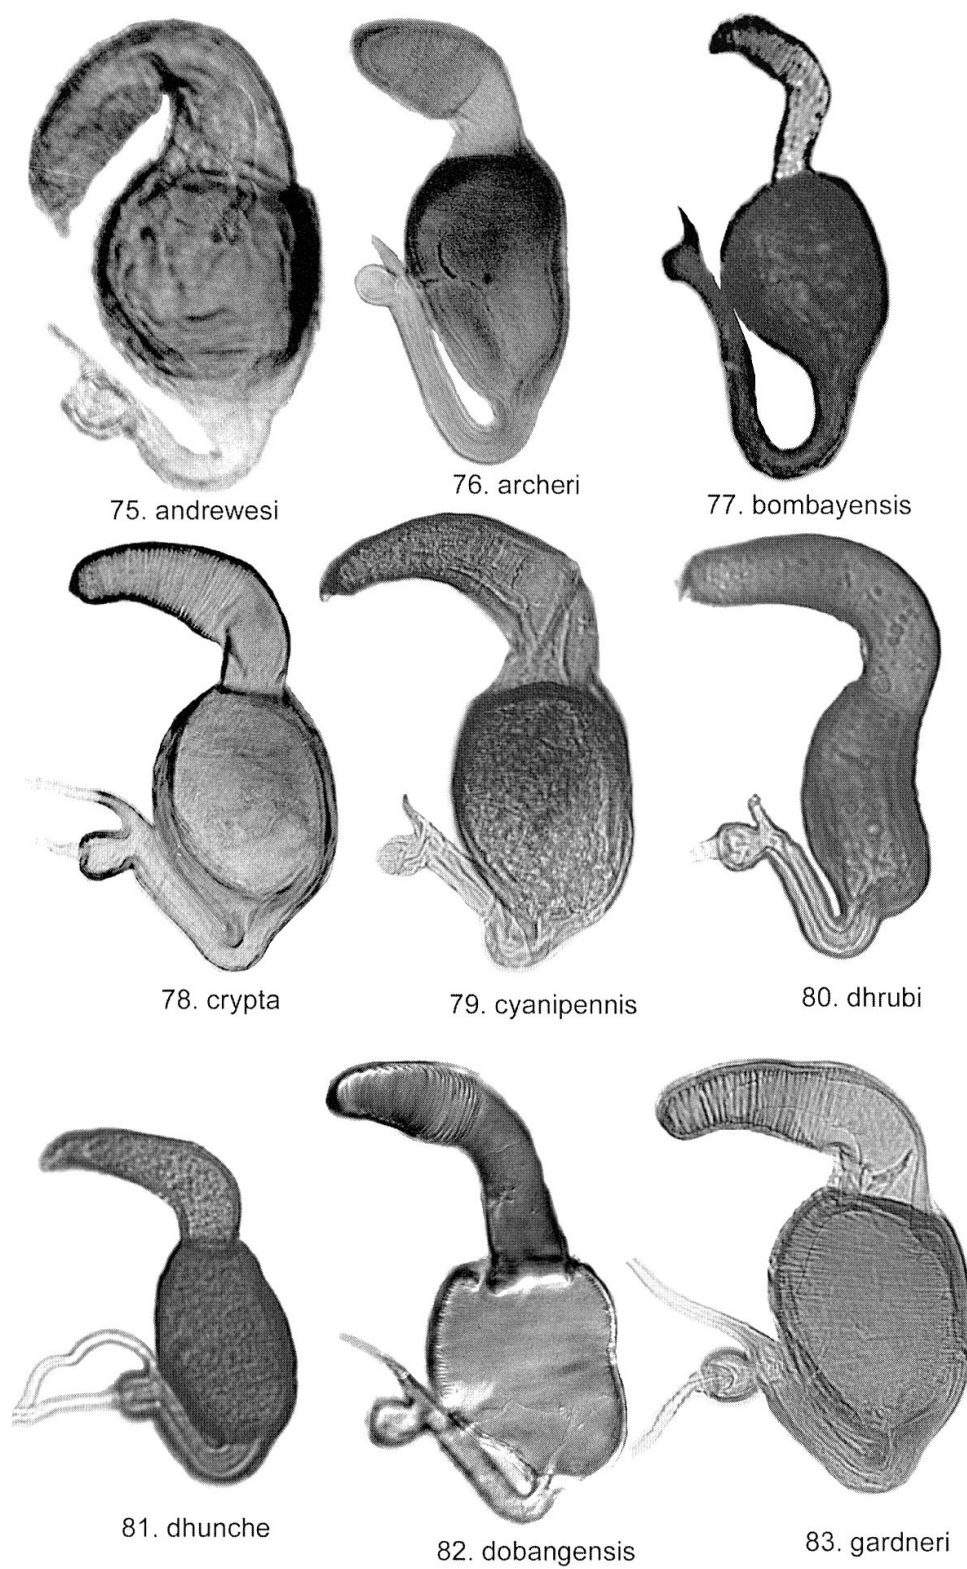 75. andrewesi
76. archeri
77. bombayensis
78. crypta
79. cyanipennis
80. dhrubi
81. dhunche
82. dobangensis
83. gardneri